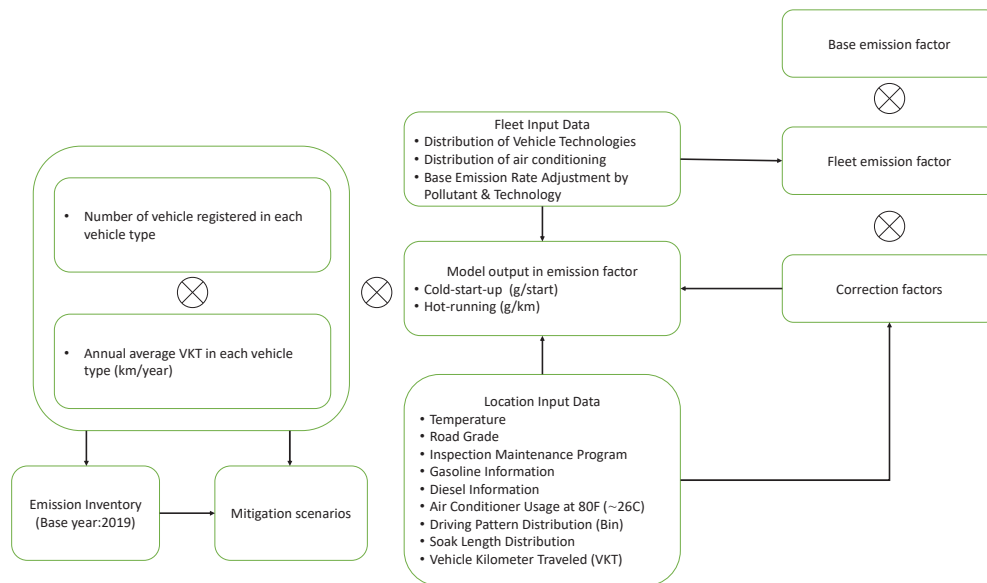 Base emission factor
Fleet Input Data
• Distribution of Vehicle Technologies
• Distribution of air conditioning
• Base Emission Rate Adjustment by
Pollutant & Technology
Fleet emission factor
• Number of vehicle registered in each
vehicle type
Model output in emission factor
• Cold-start-up (g/start)
• Hot-running (g/km)
Correction factors
• Annual average VKT in each vehicle
type (km/year)
Location Input Data
• Temperature
• Road Grade
• Inspection Maintenance Program
• Gasoline Information
• Diesel Information
• Air Conditioner Usage at 80F (~26C)
• Driving Pattern Distribution (Bin)
• Soak Length Distribution
• Vehicle Kilometer Traveled (VKT)
Emission Inventory
(Base year:2019)
Mitigation scenarios